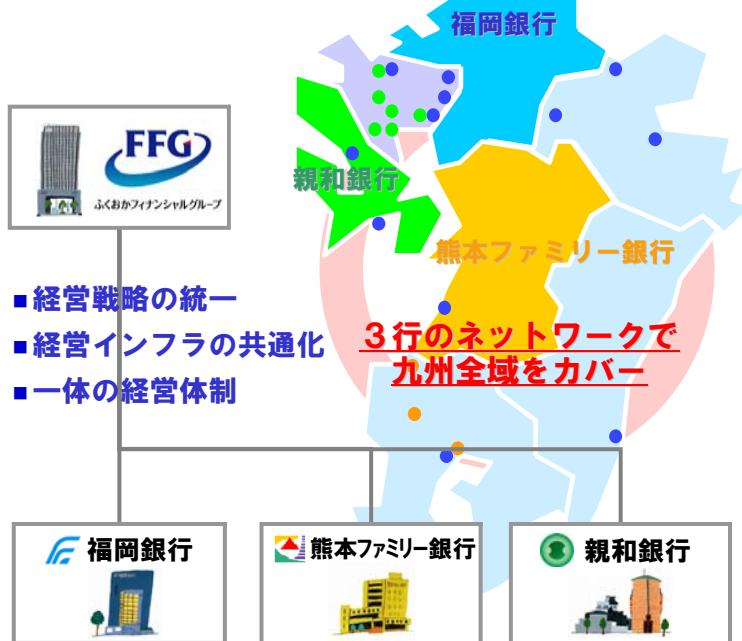 福岡銀行
FFG
ふくおかフィナンシャルグループ
親和銀行
熊本ファミリー銀行
■経営戦略の統一
■経営インフラの共通化
■一体の経営体制
３行のネットワークで
九州全域をカバー
福岡銀行
熊本ファミリー銀行
親和銀行